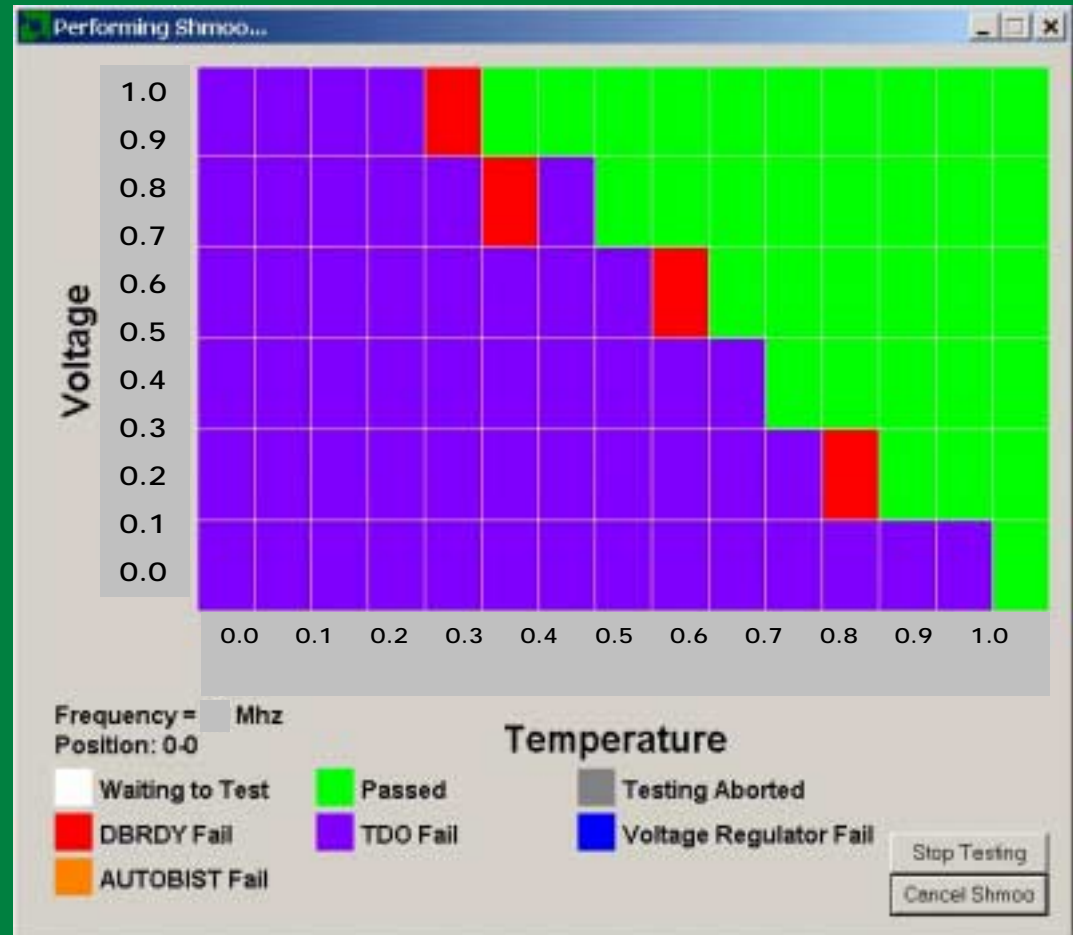 Performing Shmoo...
1.0
0.9
0.8
0.7
0.6
0.5
0.4
0.3
0.2
0.1
0.0
Voltage
0.0 0.1 0.2 0.3 0.4 0.5 0.6 0.7 0.8 0.9 1.0
Frequency = Mhz
Position: 0-0
Temperature
Waiting to Test
Passed
Testing Aborted
DBRDY Fail
TDO Fail
Voltage Regulator Fail
AUTOBIST Fail
Stop Testing
Cancel Shmoo